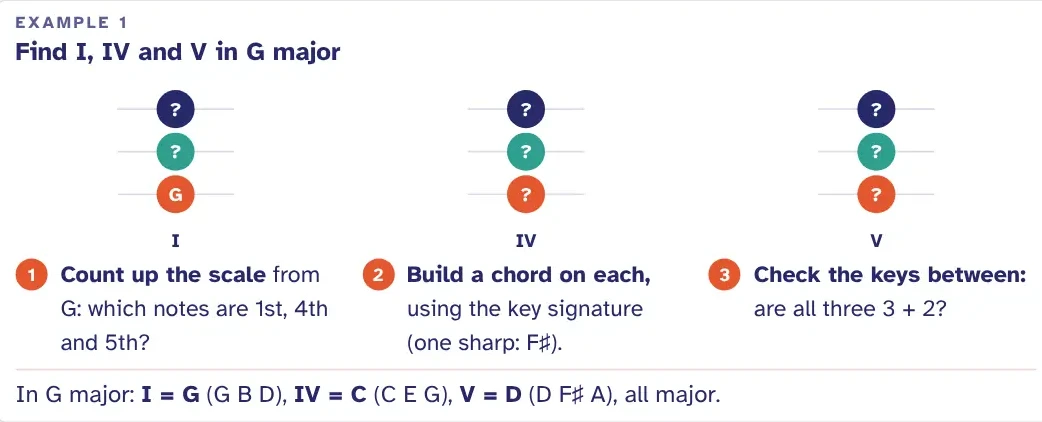 EXAMPLE 1
Find I, IV and V in G major
? ? ?
? ? ?
G ? ?
I IV V
1 Count up the scale from
G: which notes are 1st, 4th
and 5th?
2 Build a chord on each,
using the key signature
(one sharp: F♯).
3 Check the keys between:
are all three 3 + 2?
In G major: I = G (G B D), IV = C (C E G), V = D (D F♯ A), all major.